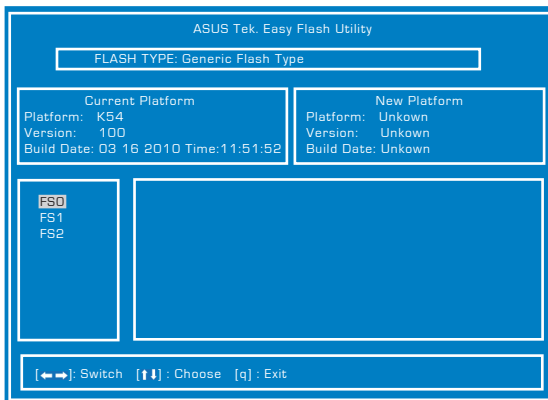 ASUS Tek. Easy Flash Utility
FLASH TYPE: Generic Flash Type
Current Platform
Platform: K54
Version: 100
Build Date: 03 16 2010 Time:11:51:52
New Platform
Platform: Unkown
Version: Unkown
Build Date: Unkown
FS0
FS1
FS2
[←→]: Switch [↑↓] : Choose [q] : Exit